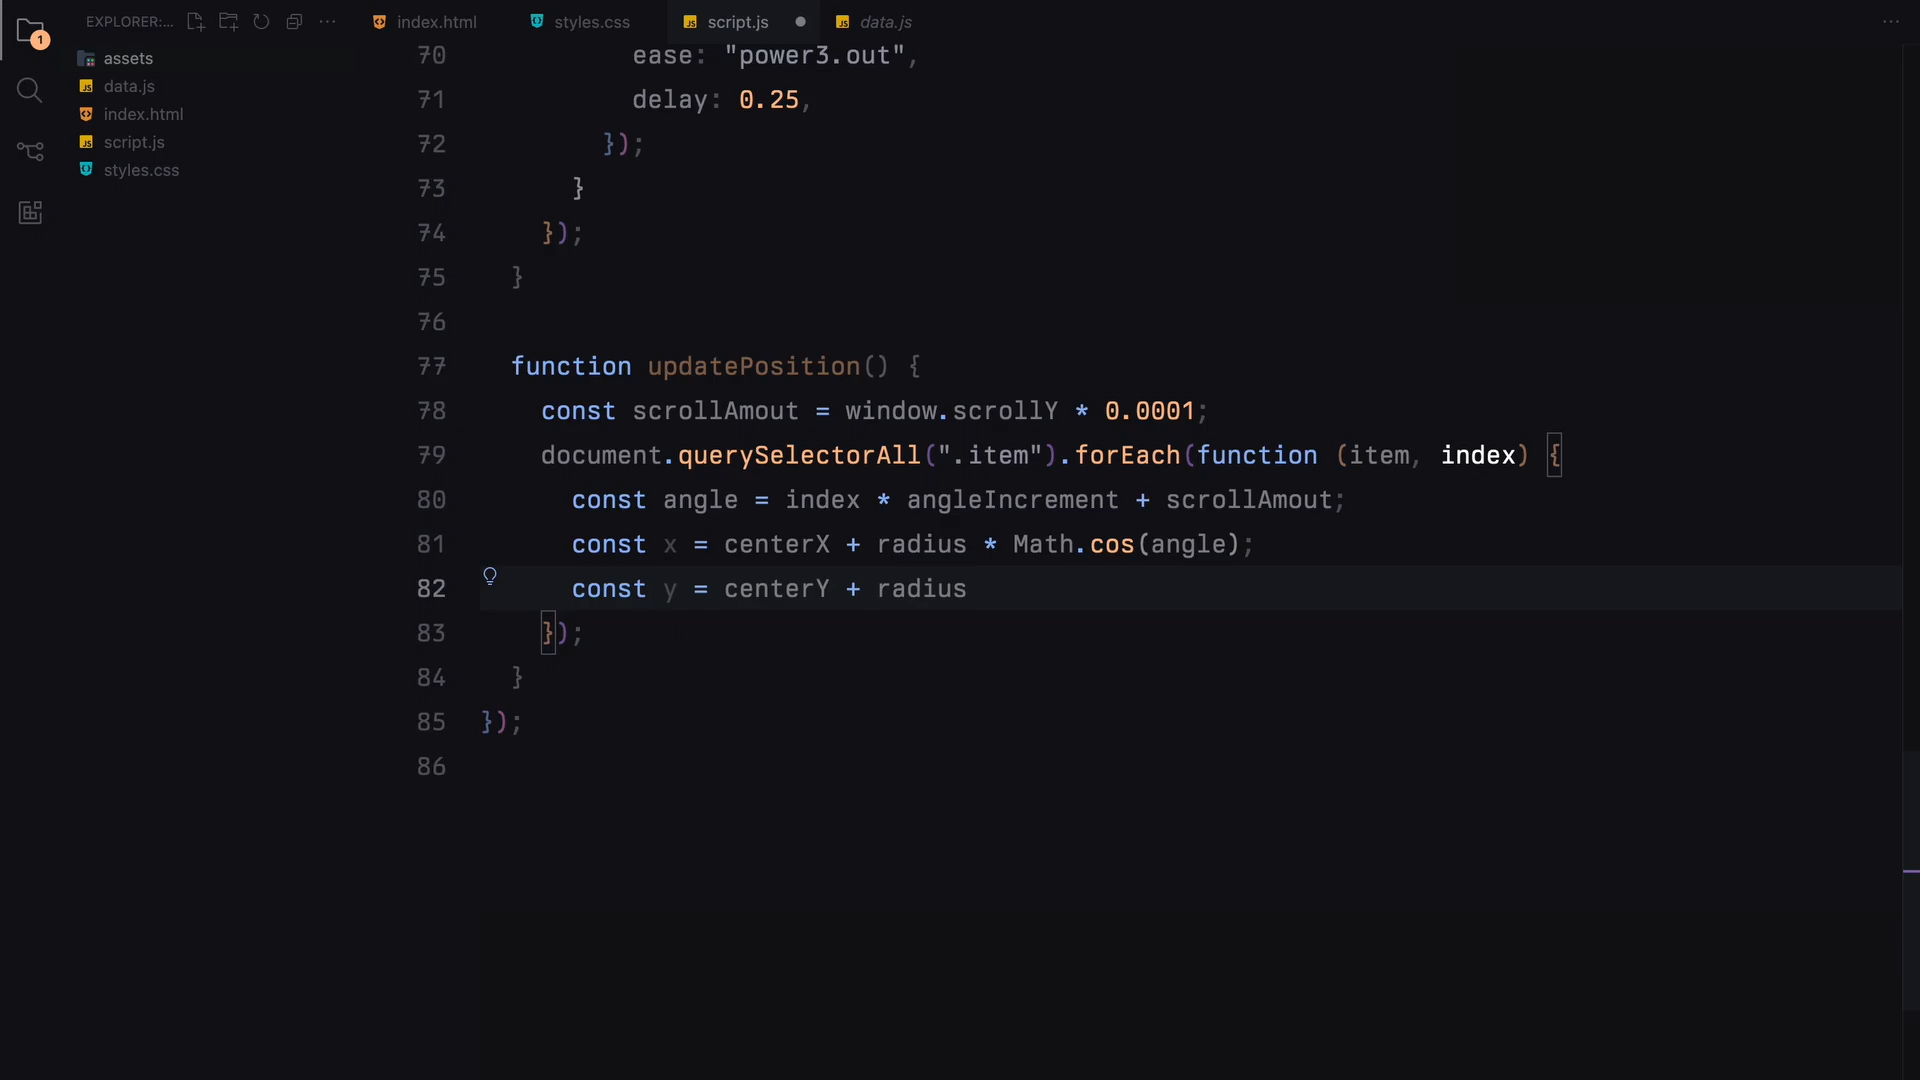 EXPLORER:...
assets
data.js
index.html
script.js
styles.css
1
index.html
styles.css
script.js
data.js
70 ease: "power3.out",
71 delay: 0.25,
72 });
73 }
74 });
75 }
76
77 function updatePosition() {
78 const scrollAmout = window.scrollY * 0.0001;
79 document.querySelectorAll(".item").forEach(function (item, index) {
80 const angle = index * angleIncrement + scrollAmout;
81 const x = centerX + radius * Math.cos(angle);
82 const y = centerY + radius
83 });
84 }
85 });
86